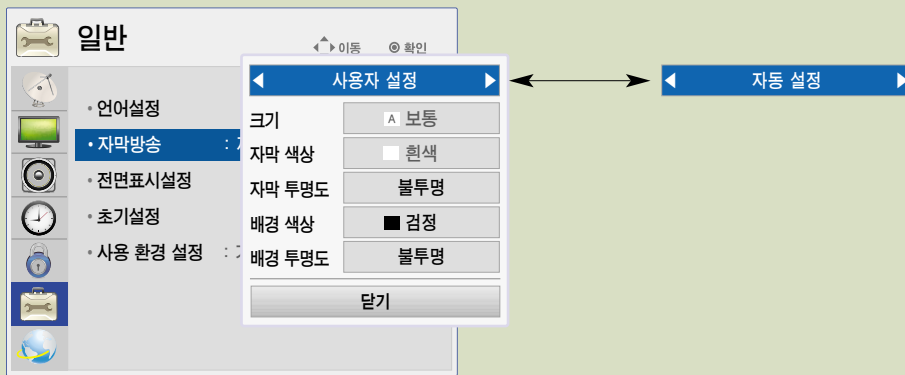 일반
이동 ◉ 확인
사용자 설정
자동 설정
• 언어설정
• 자막방송 :
• 전면표시설정
• 초기설정
• 사용 환경 설정 :
크기 A 보통
자막 색상 흰색
자막 투명도 불투명
배경 색상 검정
배경 투명도 불투명
닫기